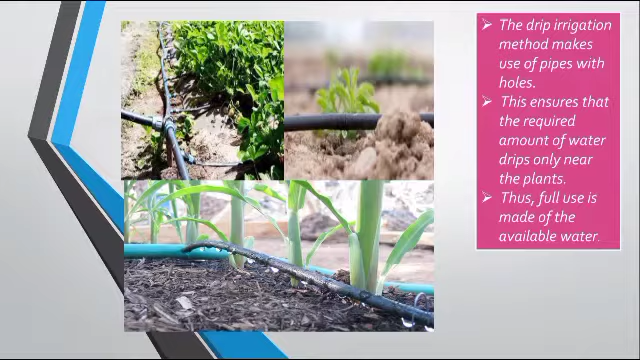 ➢ The drip irrigation
method makes
use of pipes with
holes.
➢ This ensures that
the required
amount of water
drips only near
the plants.
➢ Thus, full use is
made of the
available water.